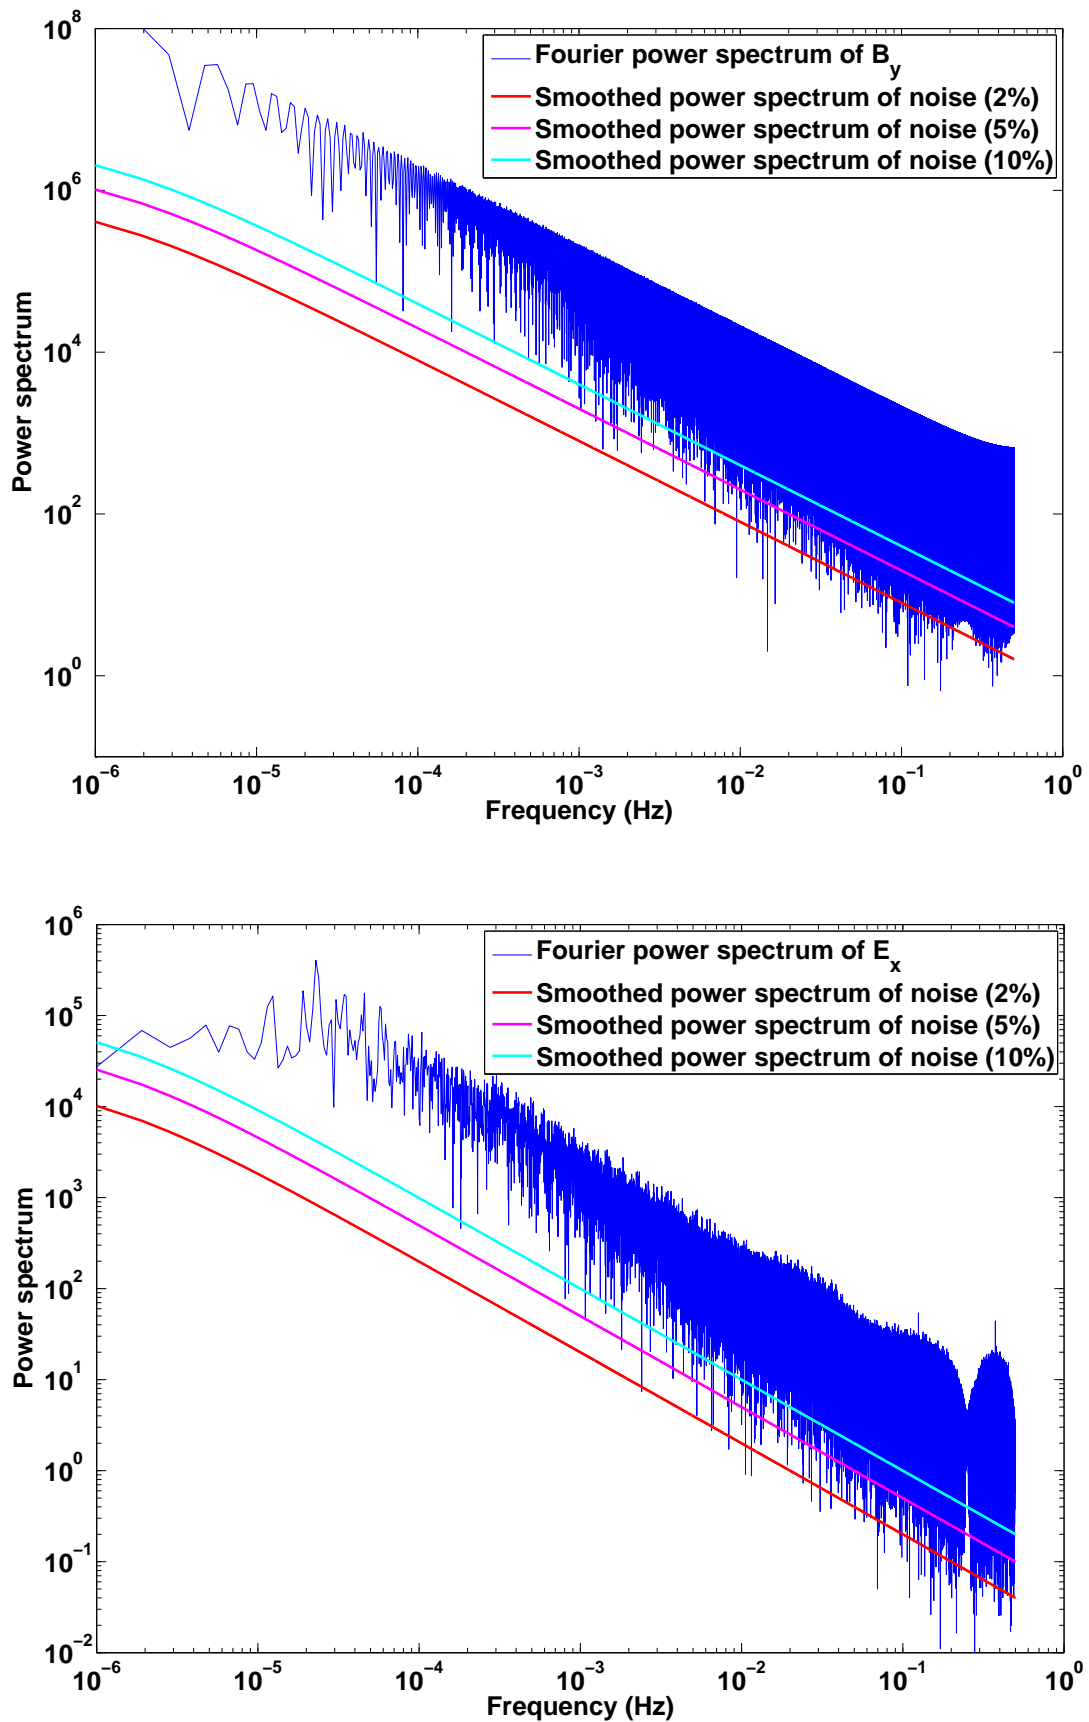 Fourier power spectrum of B_y
Smoothed power spectrum of noise (2%)
Smoothed power spectrum of noise (5%)
Smoothed power spectrum of noise (10%)
10^8
10^6
10^4
10^2
10^0
Power spectrum
10^−6 10^−5 10^−4 10^−3 10^−2 10^−1 10^0
Frequency (Hz)
Fourier power spectrum of E_x
Smoothed power spectrum of noise (2%)
Smoothed power spectrum of noise (5%)
Smoothed power spectrum of noise (10%)
10^6
10^5
10^4
10^3
10^2
10^1
10^0
10^−1
10^−2
Power spectrum
10^−6 10^−5 10^−4 10^−3 10^−2 10^−1 10^0
Frequency (Hz)